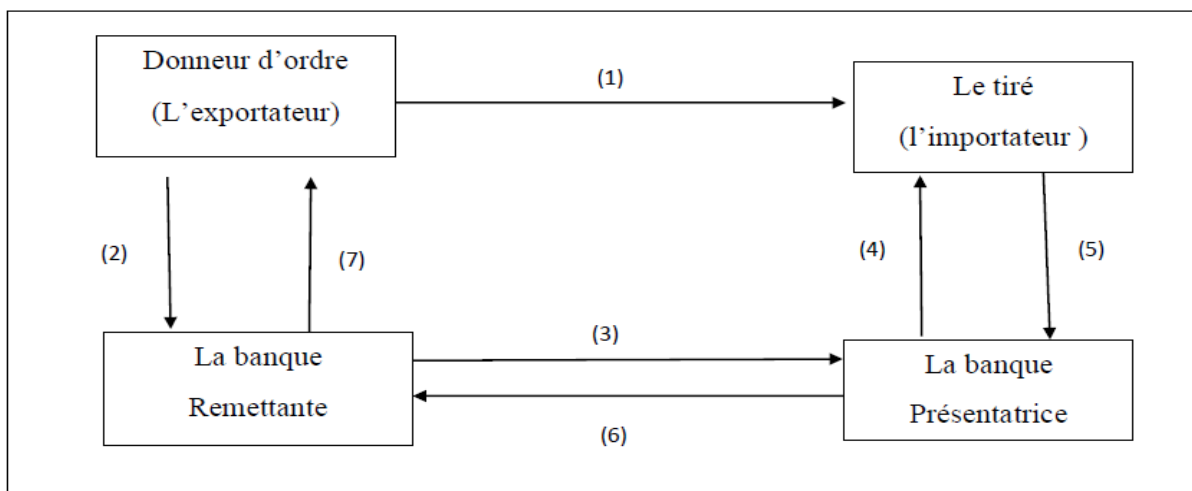 Donneur d’ordre
(L’exportateur)
(1)
Le tiré
(l’importateur )
(2)
(7)
(4)
(5)
La banque
Remettante
(3)
(6)
La banque
Présentatrice